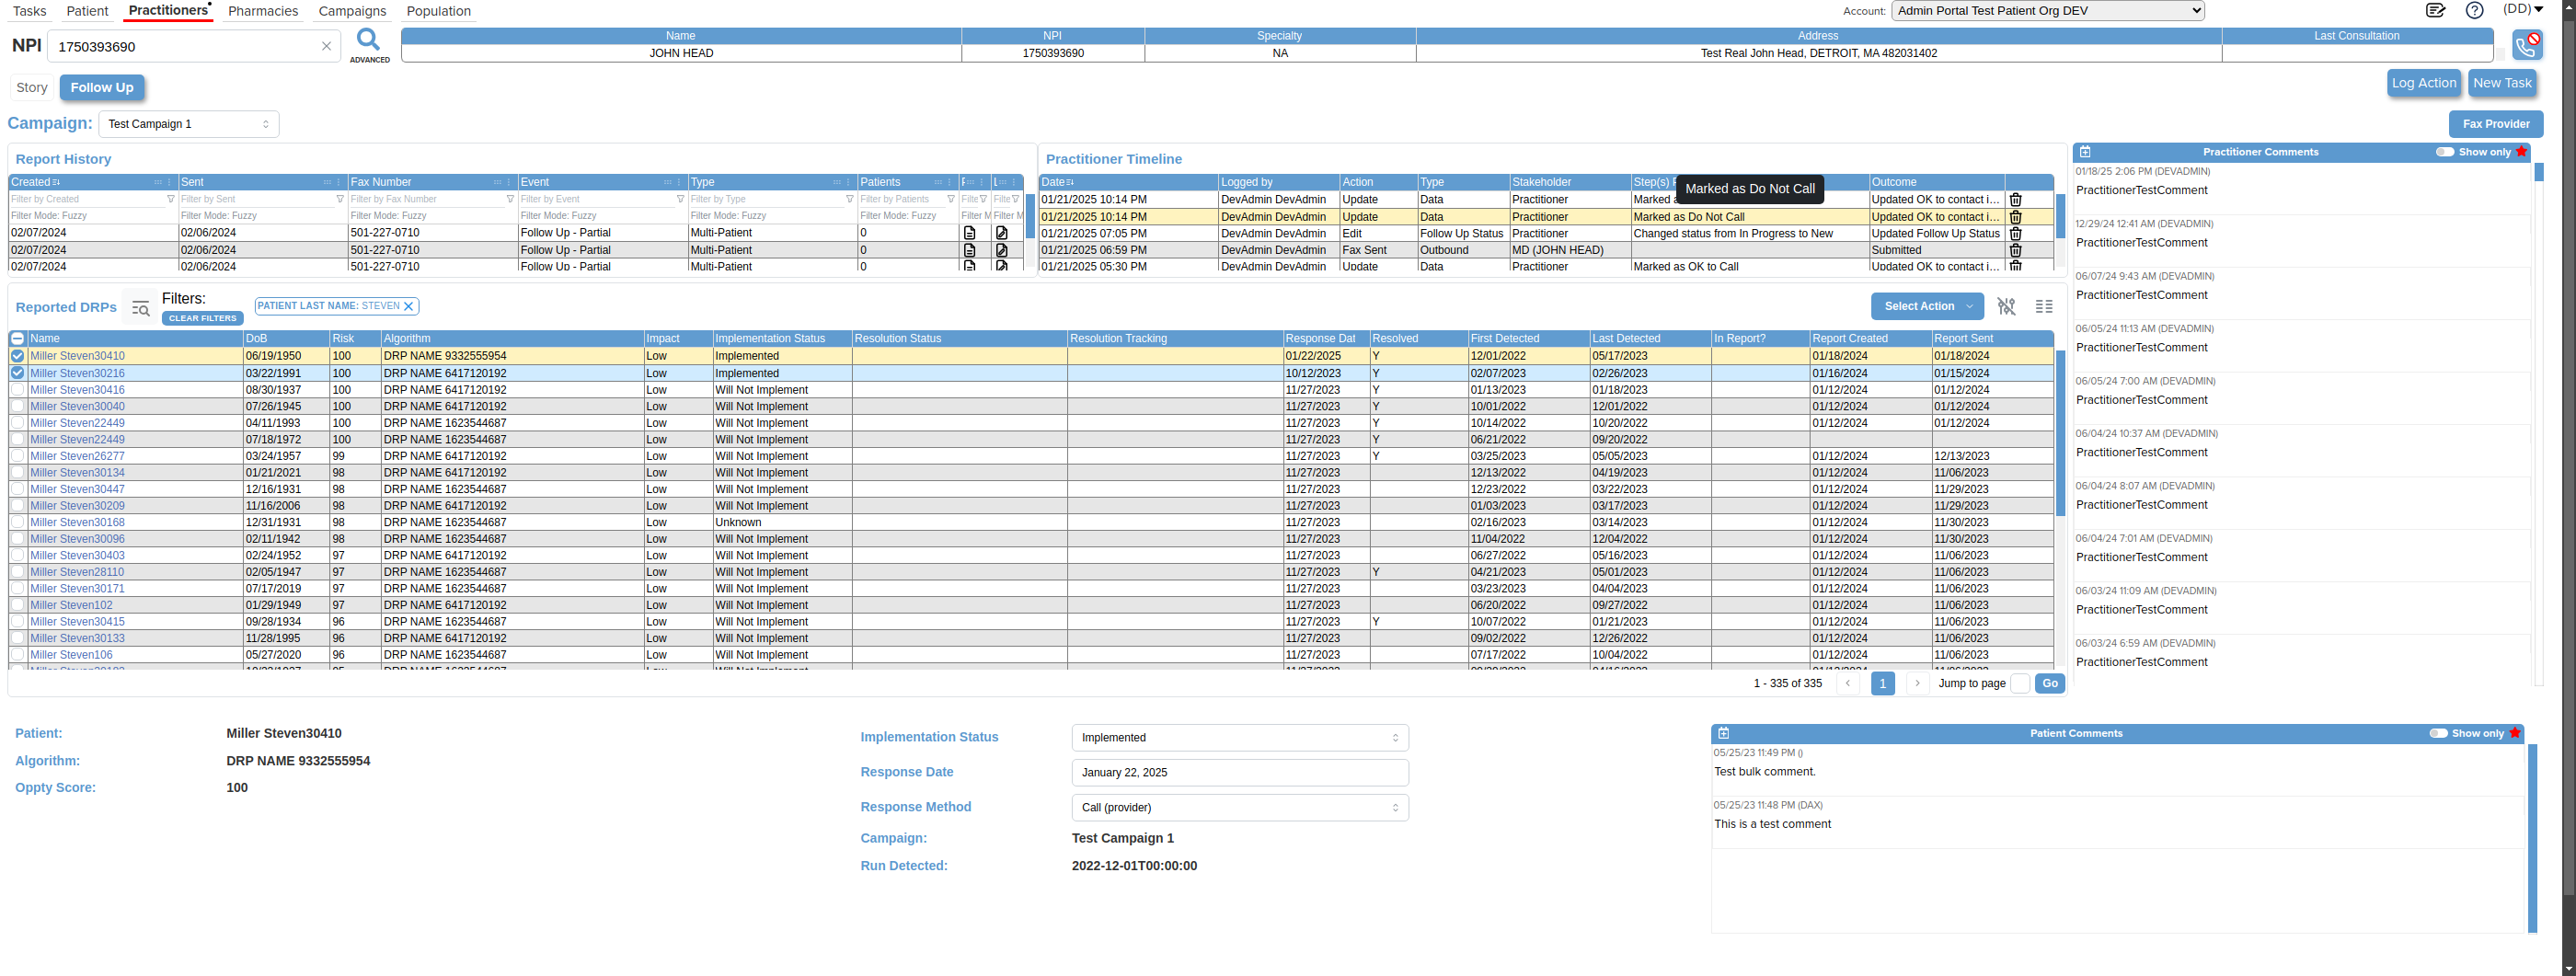 Tasks Patient Practitioners Pharmacies Campaigns Population Account: Admin Portal Test Patient Org DEV (DD)
NPI 1750393690 ADVANCED
Name NPI Specialty Address Last Consultation
JOHN HEAD 1750393690 NA Test Real John Head, DETROIT, MA 482031402
Story Follow Up Log Action New Task
Campaign: Test Campaign 1 Fax Provider
Report History
Created Sent Fax Number Event Type Patients
Filter by Created Filter by Sent Filter by Fax Number Filter by Event Filter by Type Filter by Patients Filte Filte
Filter Mode: Fuzzy Filter Mode: Fuzzy Filter Mode: Fuzzy Filter Mode: Fuzzy Filter Mode: Fuzzy Filter Mode: Fuzzy Filter M Filter M
02/07/2024 02/06/2024 501-227-0710 Follow Up - Partial Multi-Patient 0
02/07/2024 02/06/2024 501-227-0710 Follow Up - Partial Multi-Patient 0
02/07/2024 02/06/2024 501-227-0710 Follow Up - Partial Multi-Patient 0
Practitioner Timeline
Date Logged by Action Type Stakeholder Step(s) Outcome
Marked as Do Not Call
01/21/2025 10:14 PM DevAdmin DevAdmin Update Data Practitioner Marked a Updated OK to contact i...
01/21/2025 10:14 PM DevAdmin DevAdmin Update Data Practitioner Marked as Do Not Call Updated OK to contact i...
01/21/2025 07:05 PM DevAdmin DevAdmin Edit Follow Up Status Practitioner Changed status from In Progress to New Updated Follow Up Status
01/21/2025 06:59 PM DevAdmin DevAdmin Fax Sent Outbound MD (JOHN HEAD) Submitted
01/21/2025 05:30 PM DevAdmin DevAdmin Update Data Practitioner Marked as OK to Call Updated OK to contact i...
Practitioner Comments Show only
01/18/25 2:06 PM (DEVADMIN)
PractitionerTestComment
12/29/24 12:41 AM (DEVADMIN)
PractitionerTestComment
06/07/24 9:43 AM (DEVADMIN)
PractitionerTestComment
06/05/24 11:13 AM (DEVADMIN)
PractitionerTestComment
06/05/24 7:00 AM (DEVADMIN)
PractitionerTestComment
06/04/24 10:37 AM (DEVADMIN)
PractitionerTestComment
06/04/24 8:07 AM (DEVADMIN)
PractitionerTestComment
06/04/24 7:01 AM (DEVADMIN)
PractitionerTestComment
06/03/24 11:09 AM (DEVADMIN)
PractitionerTestComment
06/03/24 6:59 AM (DEVADMIN)
PractitionerTestComment
Reported DRPs Filters: CLEAR FILTERS PATIENT LAST NAME: STEVEN Select Action
Name DoB Risk Algorithm Impact Implementation Status Resolution Status Resolution Tracking Response Dat Resolved First Detected Last Detected In Report? Report Created Report Sent
Miller Steven30410 06/19/1950 100 DRP NAME 9332555954 Low Implemented 01/22/2025 Y 12/01/2022 05/17/2023 01/18/2024 01/18/2024
Miller Steven30216 03/22/1991 100 DRP NAME 6417120192 Low Implemented 10/12/2023 Y 02/07/2023 02/26/2023 01/16/2024 01/15/2024
Miller Steven30416 08/30/1937 100 DRP NAME 6417120192 Low Will Not Implement 11/27/2023 Y 01/13/2023 01/18/2023 01/12/2024 01/12/2024
Miller Steven30040 07/26/1945 100 DRP NAME 6417120192 Low Will Not Implement 11/27/2023 Y 10/01/2022 12/01/2022 01/12/2024 01/12/2024
Miller Steven22449 04/11/1993 100 DRP NAME 1623544687 Low Will Not Implement 11/27/2023 Y 10/14/2022 10/20/2022 01/12/2024 01/12/2024
Miller Steven22449 07/18/1972 100 DRP NAME 1623544687 Low Will Not Implement 11/27/2023 Y 06/21/2022 09/20/2022
Miller Steven26277 03/24/1957 99 DRP NAME 6417120192 Low Will Not Implement 11/27/2023 Y 03/25/2023 05/05/2023 01/12/2024 12/13/2023
Miller Steven30134 01/21/2021 98 DRP NAME 6417120192 Low Will Not Implement 11/27/2023 12/13/2022 04/19/2023 01/12/2024 11/06/2023
Miller Steven30447 12/16/1931 98 DRP NAME 1623544687 Low Will Not Implement 11/27/2023 12/23/2022 03/22/2023 01/12/2024 11/29/2023
Miller Steven30209 11/16/2006 98 DRP NAME 6417120192 Low Will Not Implement 11/27/2023 01/03/2023 03/17/2023 01/12/2024 11/29/2023
Miller Steven30168 12/31/1931 98 DRP NAME 1623544687 Low Unknown 11/27/2023 02/16/2023 03/14/2023 01/12/2024 11/30/2023
Miller Steven30096 02/11/1942 98 DRP NAME 1623544687 Low Will Not Implement 11/27/2023 11/04/2022 12/04/2022 01/12/2024 11/30/2023
Miller Steven30403 02/24/1952 97 DRP NAME 6417120192 Low Will Not Implement 11/27/2023 06/27/2022 05/16/2023 01/12/2024 11/06/2023
Miller Steven28110 02/05/1947 97 DRP NAME 1623544687 Low Will Not Implement 11/27/2023 Y 04/21/2023 05/01/2023 01/12/2024 11/06/2023
Miller Steven30171 07/17/2019 97 DRP NAME 1623544687 Low Will Not Implement 11/27/2023 03/23/2023 04/04/2023 01/12/2024 11/06/2023
Miller Steven102 01/29/1949 97 DRP NAME 6417120192 Low Will Not Implement 11/27/2023 06/20/2022 09/27/2022 01/12/2024 11/06/2023
Miller Steven30415 09/28/1934 96 DRP NAME 1623544687 Low Will Not Implement 11/27/2023 Y 10/07/2022 01/21/2023 01/12/2024 11/06/2023
Miller Steven30133 11/28/1995 96 DRP NAME 6417120192 Low Will Not Implement 11/27/2023 09/02/2022 12/26/2022 01/12/2024 11/06/2023
Miller Steven106 05/27/2020 96 DRP NAME 1623544687 Low Will Not Implement 11/27/2023 07/17/2022 10/04/2022 01/12/2024 11/06/2023
1 - 335 of 335 1 Jump to page Go
Patient: Miller Steven30410
Algorithm: DRP NAME 9332555954
Oppty Score: 100
Implementation Status Implemented
Response Date January 22, 2025
Response Method Call (provider)
Campaign: Test Campaign 1
Run Detected: 2022-12-01T00:00:00
Patient Comments Show only
05/25/23 11:49 PM ()
Test bulk comment.
05/25/23 11:48 PM (DAX)
This is a test comment